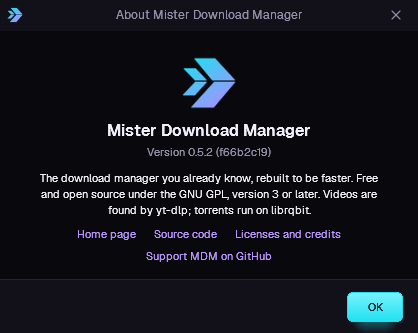 About Mister Download Manager
Mister Download Manager
Version 0.5.2 (f66b2c19)
The download manager you already know, rebuilt to be faster. Free
and open source under the GNU GPL, version 3 or later. Videos are
found by yt-dlp; torrents run on librqbit.
Home page Source code Licenses and credits
Support MDM on GitHub
OK